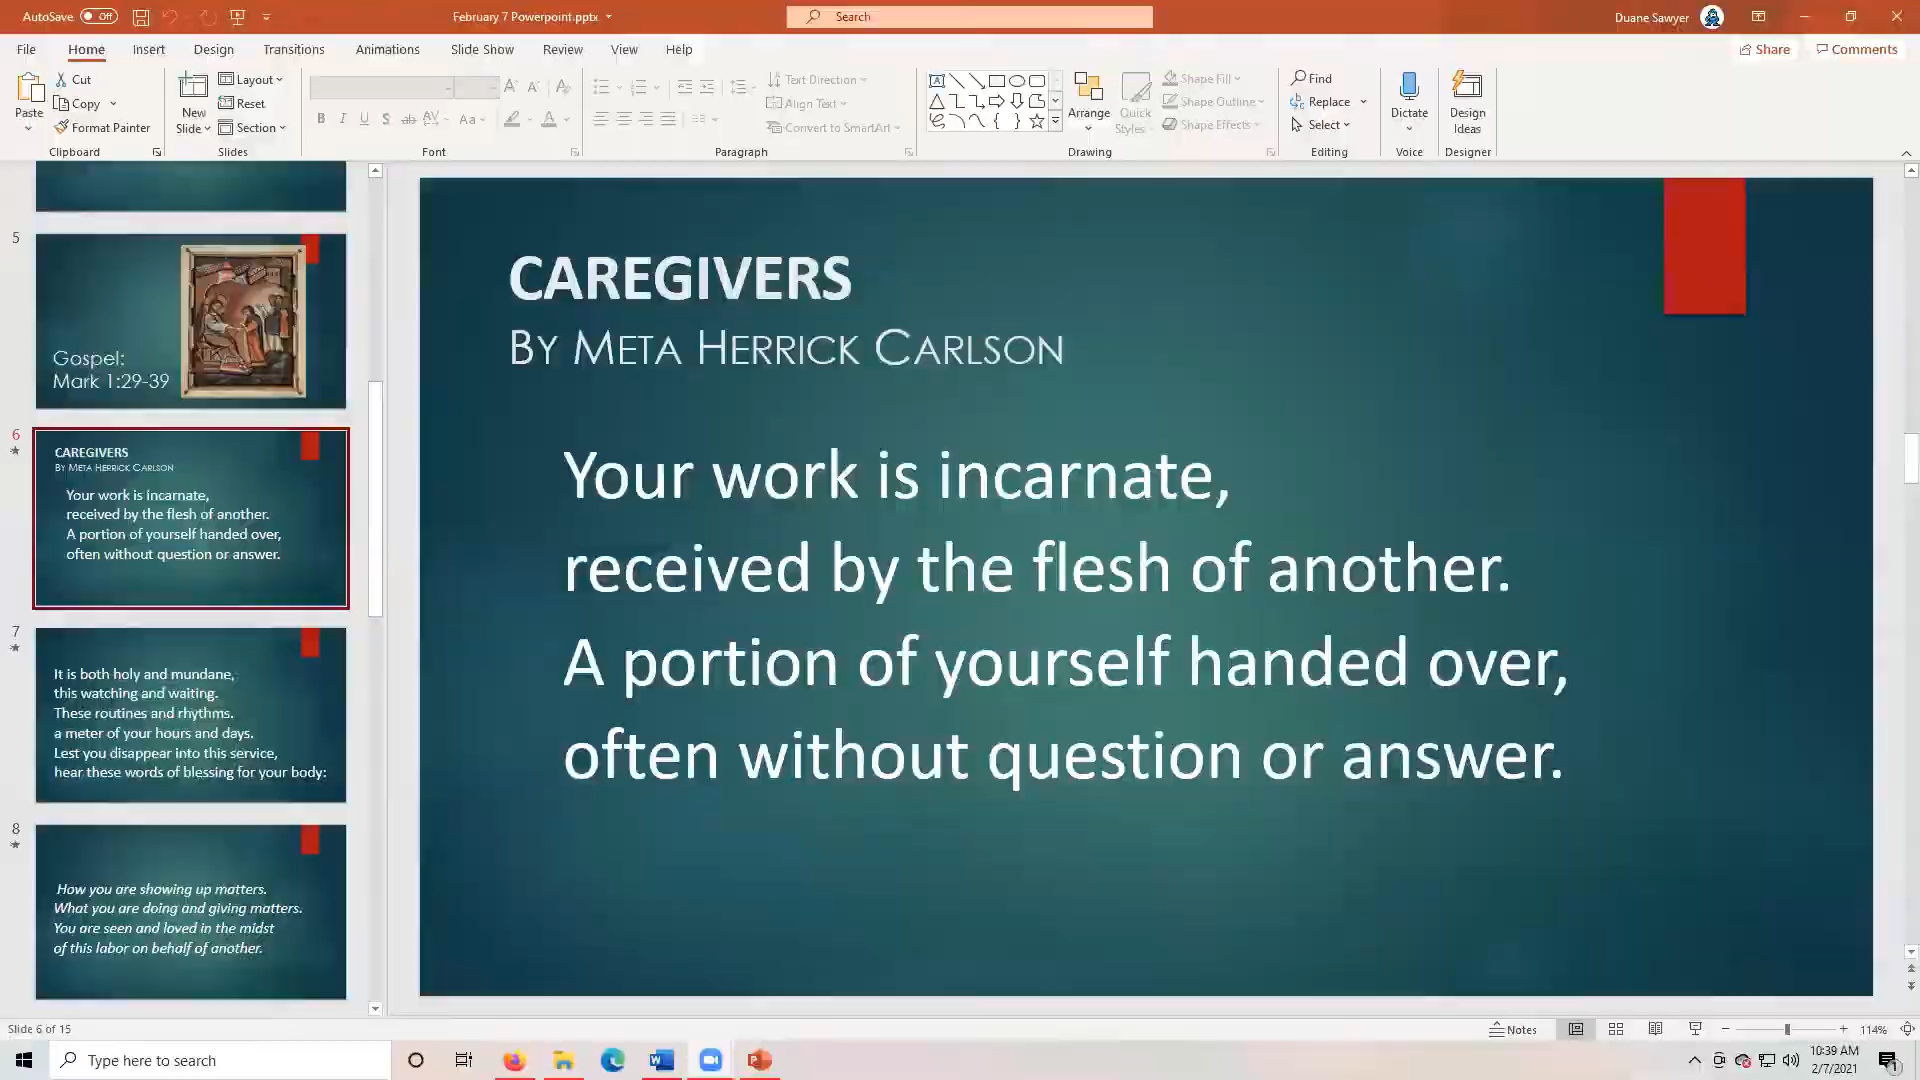 AutoSave Off
February 7 Powerpoint.pptx
Search
Duane Sawyer
File Home Insert Design Transitions Animations Slide Show Review View Help
Share Comments
Paste
Cut
Copy
Format Painter
Clipboard
New
Slide
Layout
Reset
Section
Slides
B I U S ab AV Aa A
Font
Text Direction
Align Text
Convert to SmartArt
Paragraph
Arrange
Quick
Styles
Shape Fill
Shape Outline
Shape Effects
Drawing
Find
Replace
Select
Editing
Dictate
Voice
Design
Ideas
Designer
5
Gospel:
Mark 1:29-39
6
CAREGIVERS
BY META HERRICK CARLSON
Your work is incarnate,
received by the flesh of another.
A portion of yourself handed over,
often without question or answer.
7
It is both holy and mundane,
this watching and waiting.
These routines and rhythms.
a meter of your hours and days.
Lest you disappear into this service,
hear these words of blessing for your body:
8
How you are showing up matters.
What you are doing and giving matters.
You are seen and loved in the midst
of this labor on behalf of another.
CAREGIVERS
BY META HERRICK CARLSON
Your work is incarnate,
received by the flesh of another.
A portion of yourself handed over,
often without question or answer.
Slide 6 of 15
Notes
114%
Type here to search
10:39 AM
2/7/2021